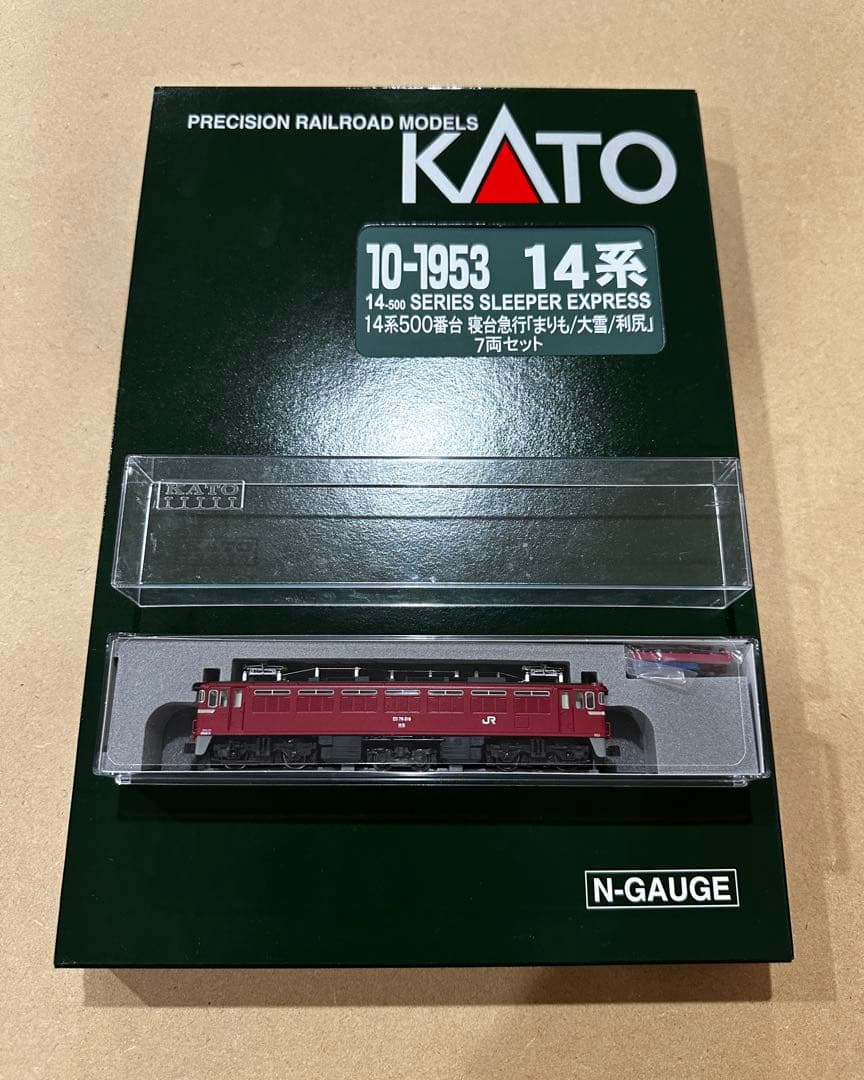 PRECISION RAILROAD MODELS
KATO
10-1953 14系
14-500 SERIES SLEEPER EXPRESS
14系500番台 寝台急行「まりも/大雪/利尻」
7両セット
KATO
JR
N-GAUGE